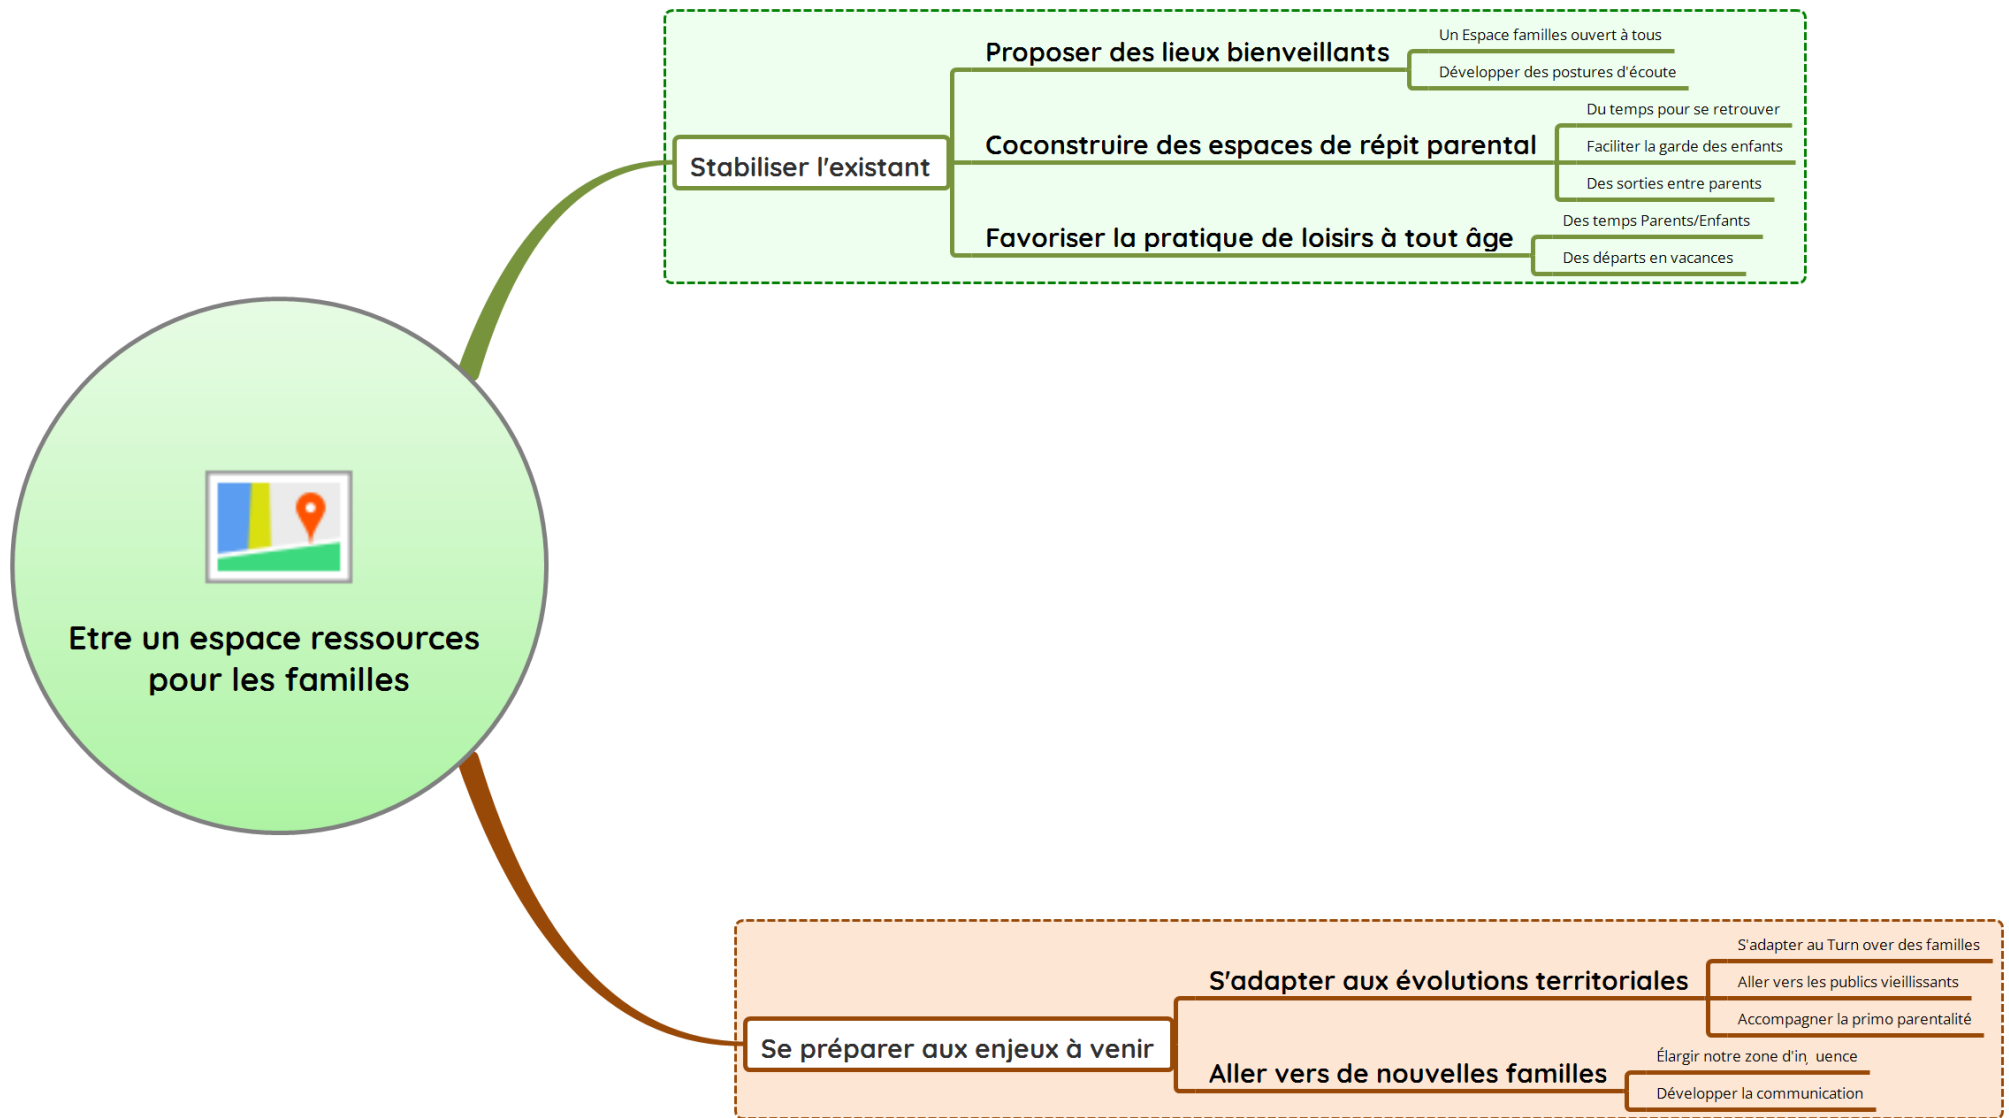 Etre un espace ressources
pour les familles
Stabiliser l'existant
Proposer des lieux bienveillants
Un Espace familles ouvert à tous
Développer des postures d'écoute
Coconstruire des espaces de répit parental
Du temps pour se retrouver
Faciliter la garde des enfants
Des sorties entre parents
Favoriser la pratique de loisirs à tout âge
Des temps Parents/Enfants
Des départs en vacances
Se préparer aux enjeux à venir
S'adapter aux évolutions territoriales
S'adapter au Turn over des familles
Aller vers les publics vieillissants
Accompagner la primo parentalité
Aller vers de nouvelles familles
Élargir notre zone d'in, uence
Développer la communication